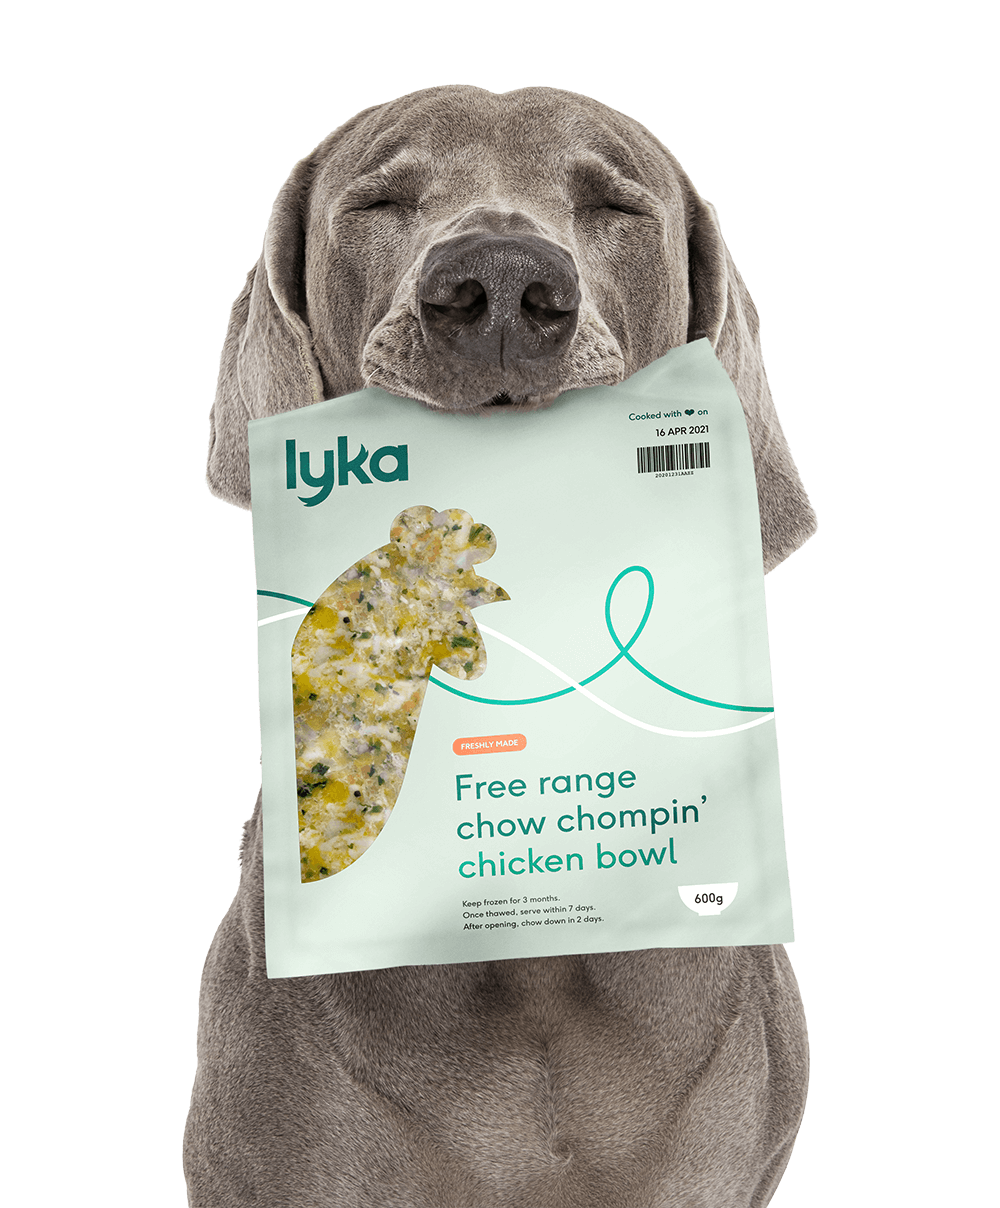 lyka
Cooked with ❤ on
16 APR 2021
20201231AAXX
FRESHLY MADE
Free range
chow chompin’
chicken bowl
Keep frozen for 3 months.
Once thawed, serve within 7 days.
After opening, chow down in 2 days.
600g